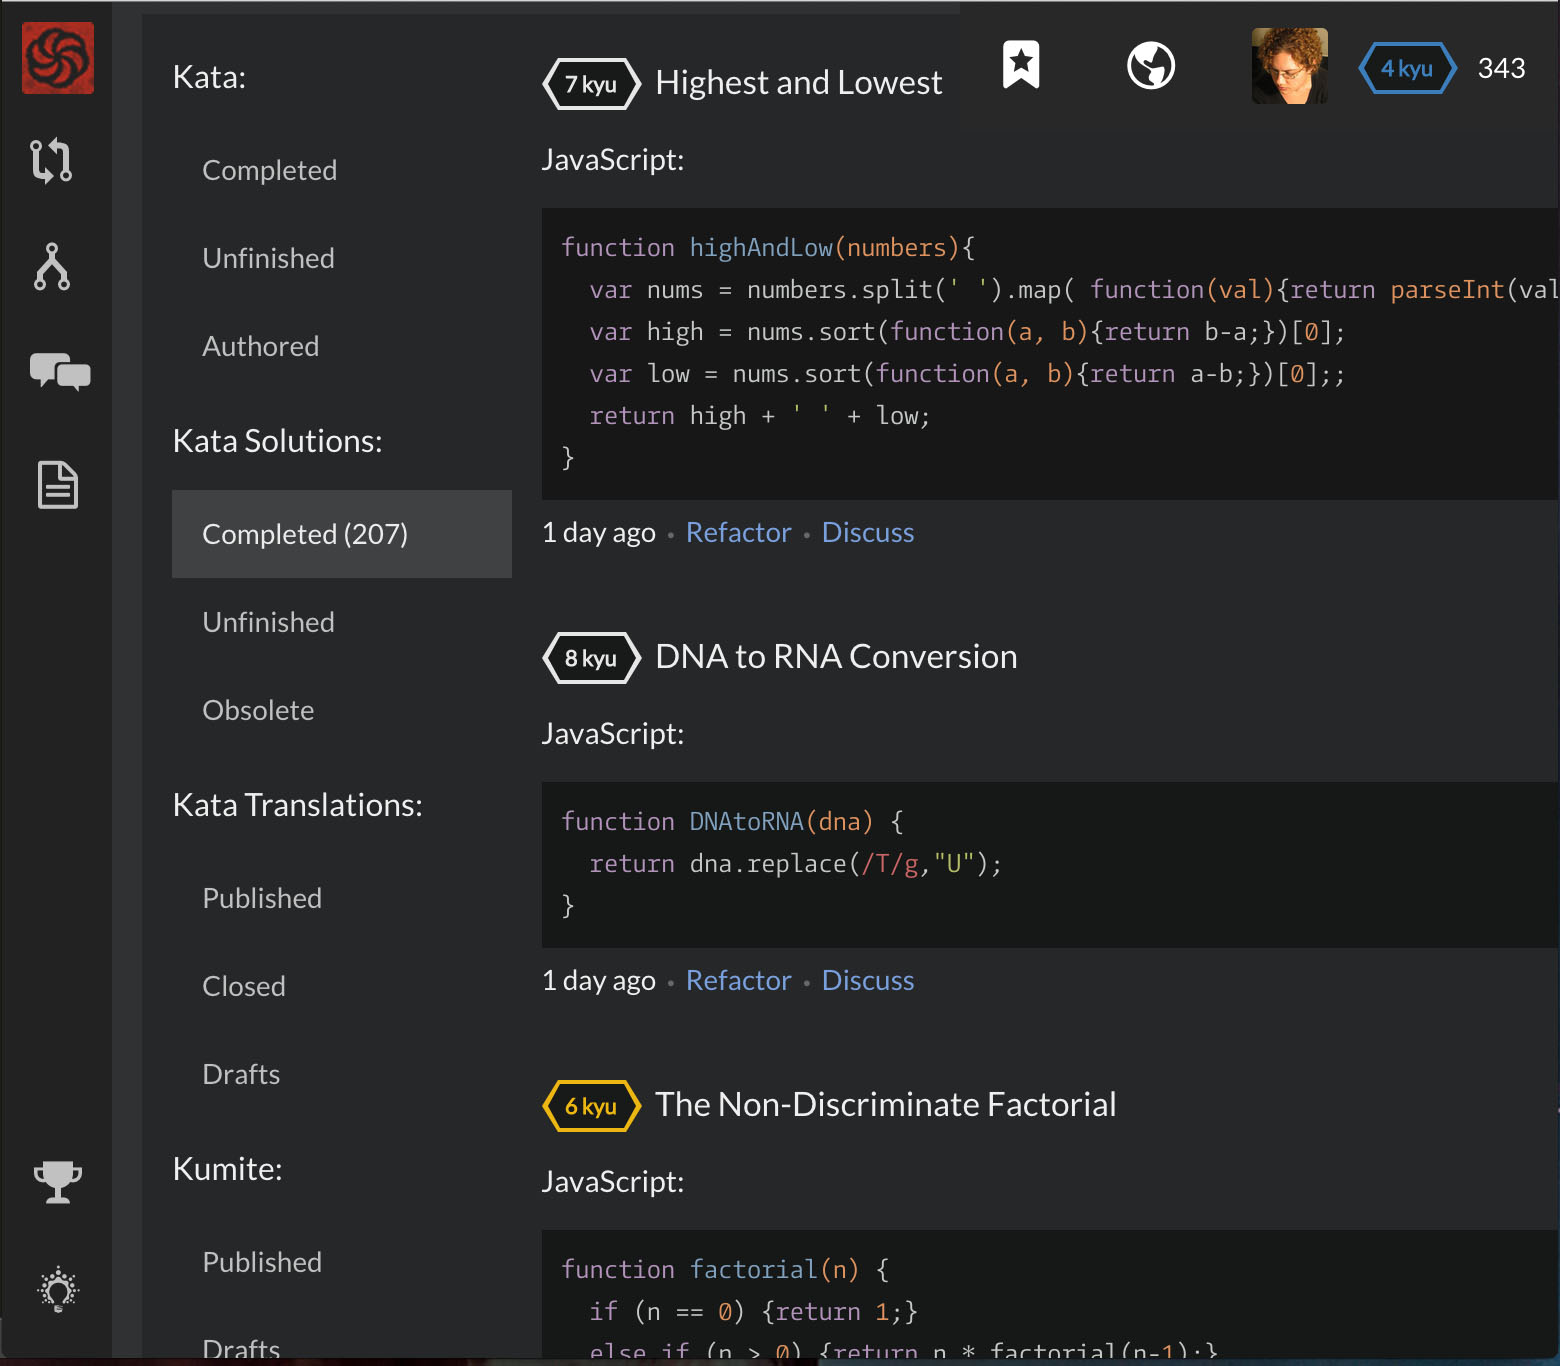 Kata:
Completed
Unfinished
Authored
Kata Solutions:
Completed (207)
Unfinished
Obsolete
Kata Translations:
Published
Closed
Drafts
Kumite:
Published
Drafts
4 kyu 343
7 kyu Highest and Lowest
JavaScript:
function highAndLow(numbers){
  var nums = numbers.split(' ').map( function(val){return parseInt(val
  var high = nums.sort(function(a, b){return b-a;})[0];
  var low = nums.sort(function(a, b){return a-b;})[0];;
  return high + ' ' + low;
}
1 day ago • Refactor • Discuss
8 kyu DNA to RNA Conversion
JavaScript:
function DNAtoRNA(dna) {
  return dna.replace(/T/g,"U");
}
1 day ago • Refactor • Discuss
6 kyu The Non-Discriminate Factorial
JavaScript:
function factorial(n) {
  if (n == 0) {return 1;}
  else if (n > 0) {return n * factorial(n-1);}